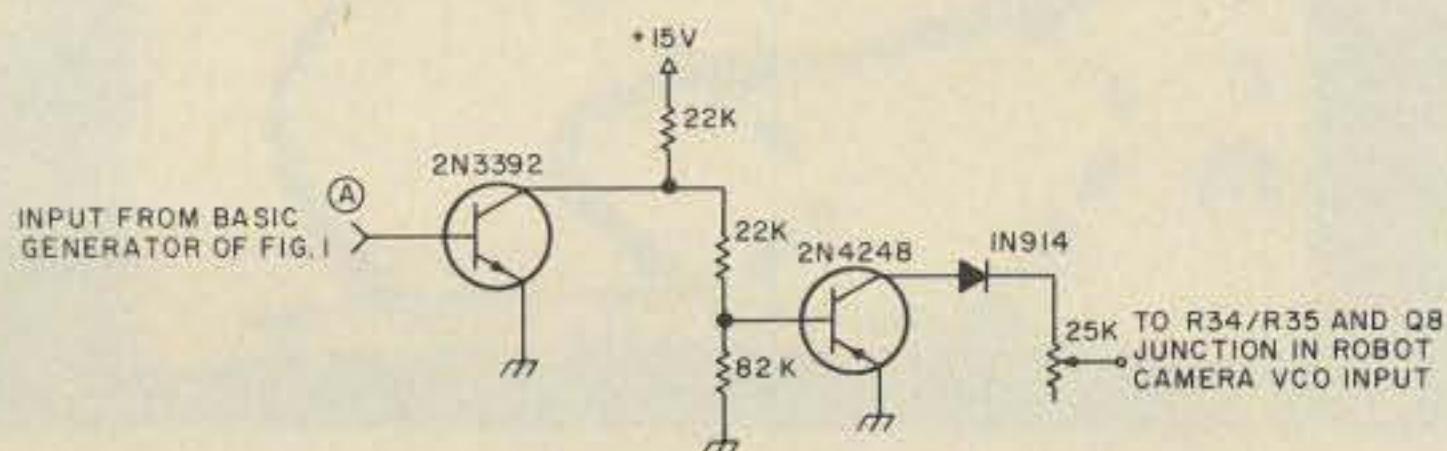 +15V
22K
2N3392
A
INPUT FROM BASIC
GENERATOR OF FIG. 1
22K
2N4248
1N914
25K
TO R34/R35 AND Q8
JUNCTION IN ROBOT
CAMERA VCO INPUT
82K